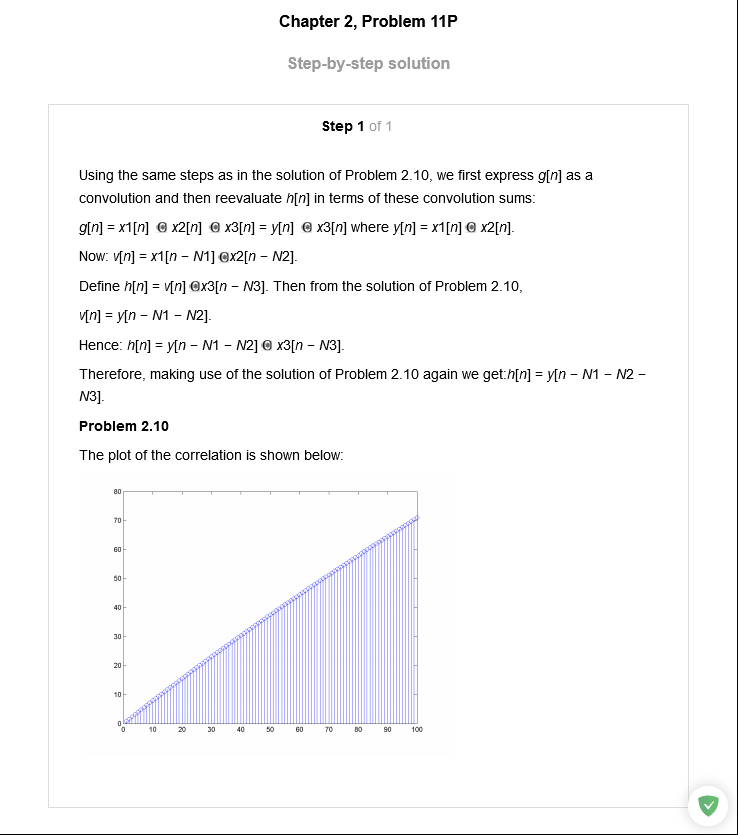 Chapter 2, Problem 11P
Step-by-step solution
Step 1 of 1
Using the same steps as in the solution of Problem 2.10, we first express g[n] as a
convolution and then reevaluate h[n] in terms of these convolution sums:
g[n] = x1[n] ⊛ x2[n] ⊛ x3[n] = y[n] ⊛ x3[n] where y[n] = x1[n] ⊛ x2[n].
Now: v[n] = x1[n − N1] ⊛x2[n − N2].
Define h[n] = v[n] ⊛x3[n − N3]. Then from the solution of Problem 2.10,
v[n] = y[n − N1 − N2].
Hence: h[n] = y[n − N1 − N2] ⊛ x3[n − N3].
Therefore, making use of the solution of Problem 2.10 again we get:h[n] = y[n − N1 − N2 −
N3].
Problem 2.10
The plot of the correlation is shown below:
80
70
60
50
40
30
20
10
0
0 10 20 30 40 50 60 70 80 90 100